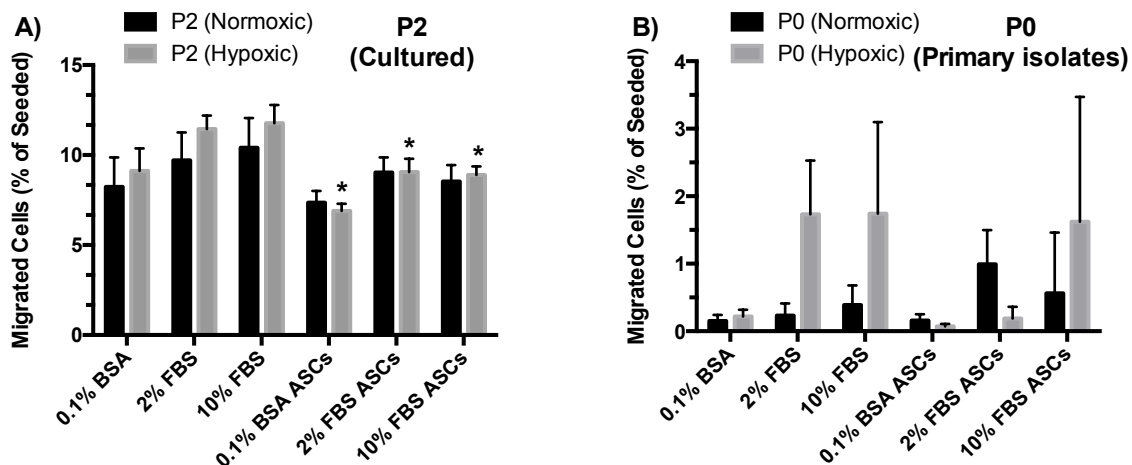 A)
P2 (Normoxic)
P2 (Hypoxic)
P2
(Cultured)
Migrated Cells (% of Seeded)
15
10
5
0
*
*
*
0.1% BSA
2% FBS
10% FBS
0.1% BSA ASCs
2% FBS ASCs
10% FBS ASCs
B)
P0 (Normoxic)
P0 (Hypoxic)
P0
(Primary isolates)
Migrated Cells (% of Seeded)
4
3
2
1
0
0.1% BSA
2% FBS
10% FBS
0.1% BSA ASCs
2% FBS ASCs
10% FBS ASCs